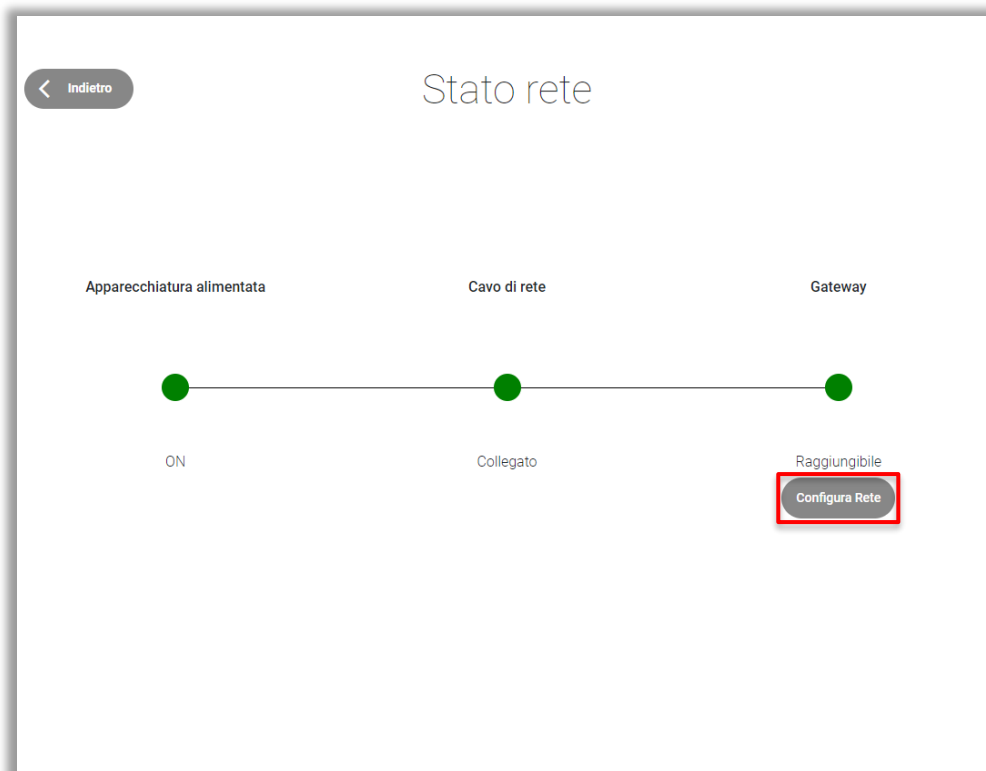 Indietro
Stato rete
Apparecchiatura alimentata
Cavo di rete
Gateway
ON
Collegato
Raggiungibile
Configura Rete